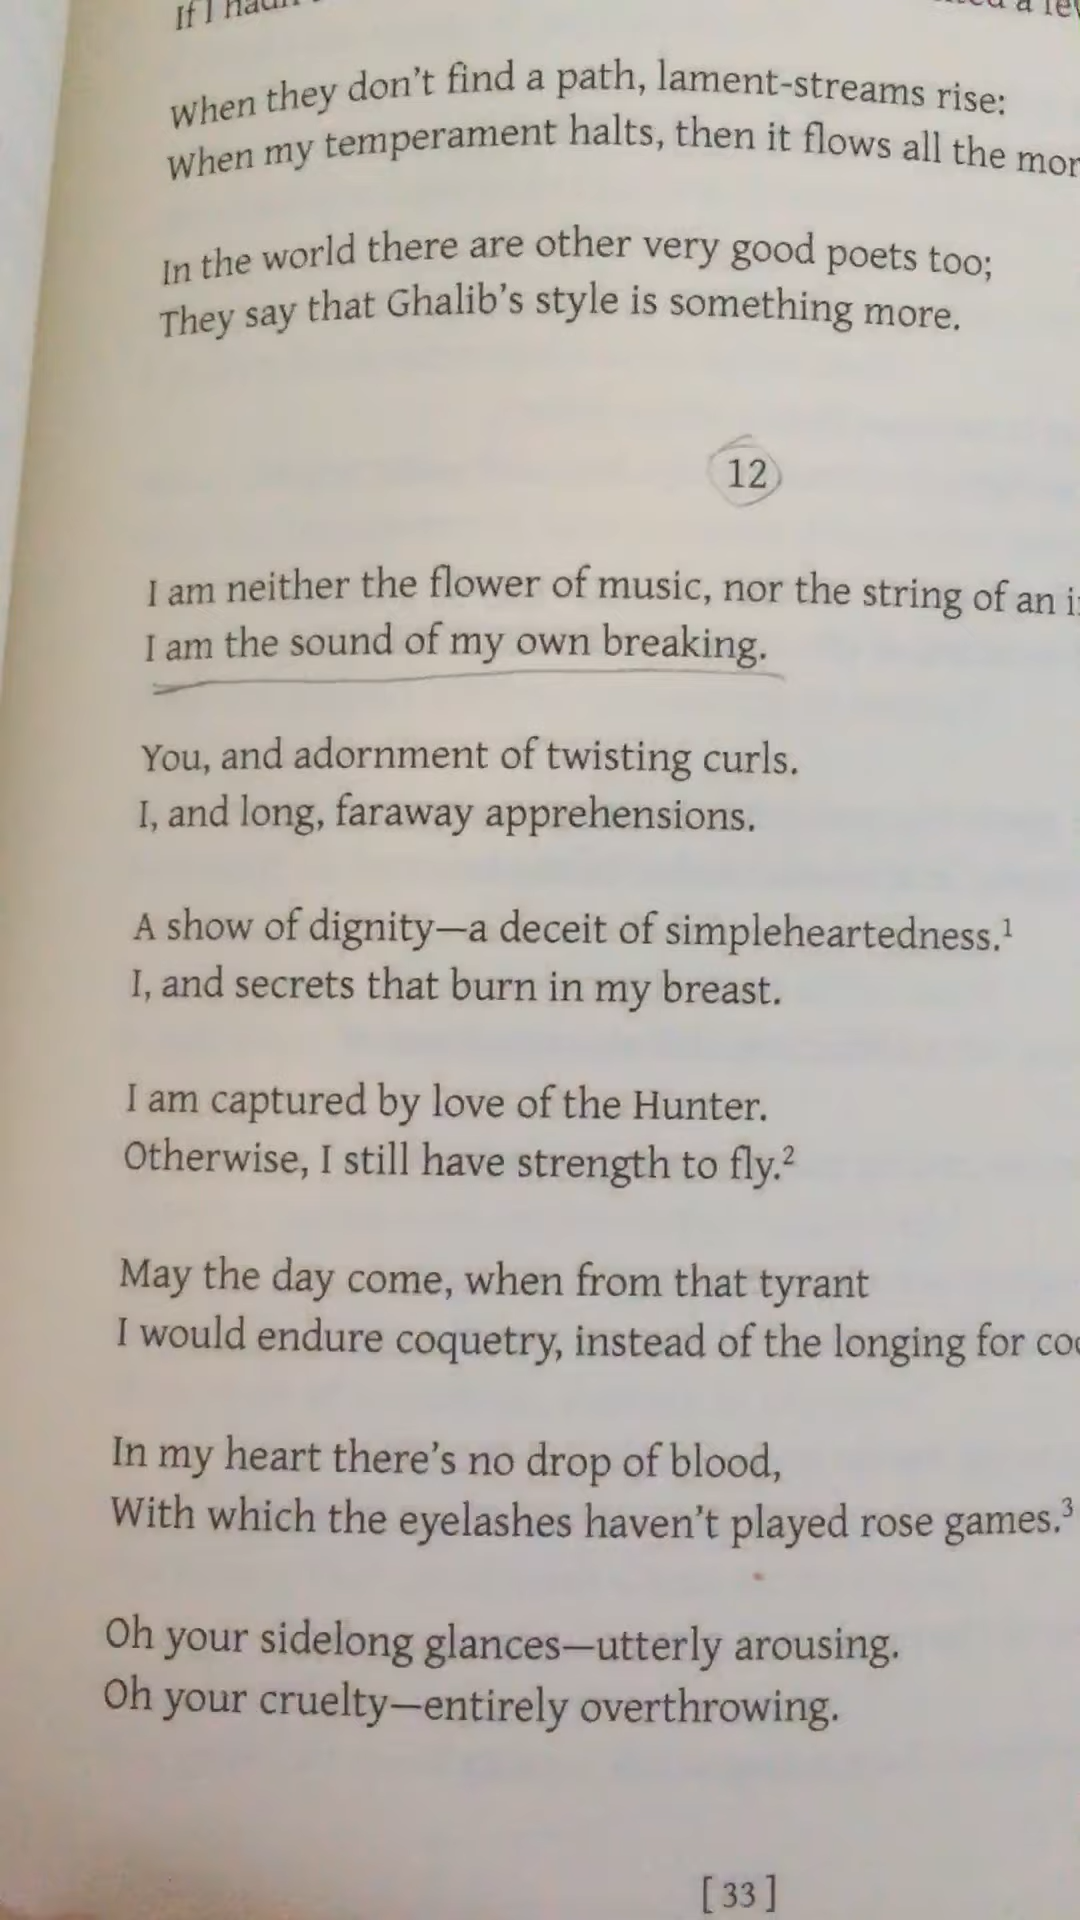 If I
When they don't find a path, lament-streams rise:
When my temperament halts, then it flows all the
In the world there are other very good poets too;
They say that Ghalib's style is something more.
12
I am neither the flower of music, nor the string of an
I am the sound of my own breaking.
You, and adornment of twisting curls.
I, and long, faraway apprehensions.
A show of dignity—a deceit of simpleheartedness.¹
I, and secrets that burn in my breast.
I am captured by love of the Hunter.
Otherwise, I still have strength to fly.²
May the day come, when from that tyrant
I would endure coquetry, instead of the longing for
In my heart there's no drop of blood,
With which the eyelashes haven't played rose games.³
Oh your sidelong glances—utterly arousing.
Oh your cruelty—entirely overthrowing.
[ 33 ]